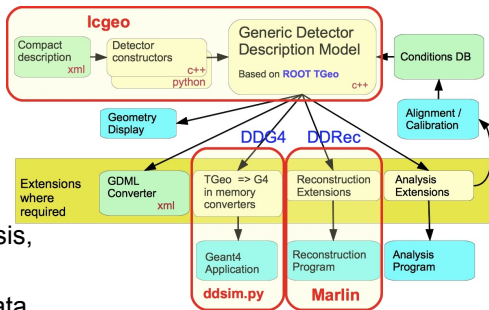 lcgeo
Compact
description
xml
Detector
constructors
c++
python
Generic Detector
Description Model
Based on ROOT TGeo
c++
Conditions DB
Geometry
Display
DDG4
DDRec
Alignment /
Calibration
Extensions
where
required
GDML
Converter
xml
TGeo => G4
in memory
converters
Reconstruction
Extensions
Analysis
Extensions
sis,
Geant4
Application
Reconstruction
Program
Analysis
Program
ddsim.py
Marlin
ata